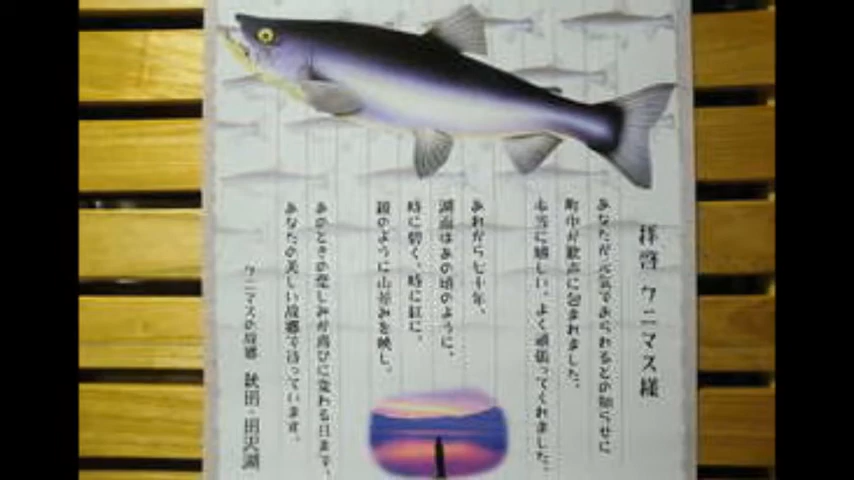 拝啓 クニマス様
あなたが元気であられるとの知らせに
町中が歓声に包まれました。
本当に嬉しい、よく頑張ってくれました。
あれから七十年、
湖面はあの頃のように、
時に碧く、時に紅に、
鏡のように山並みを映し、
あのときの悲しみが喜びに変わる日まで、
あなたの美しい故郷で待っています。
クニマスの故郷 秋田・田沢湖